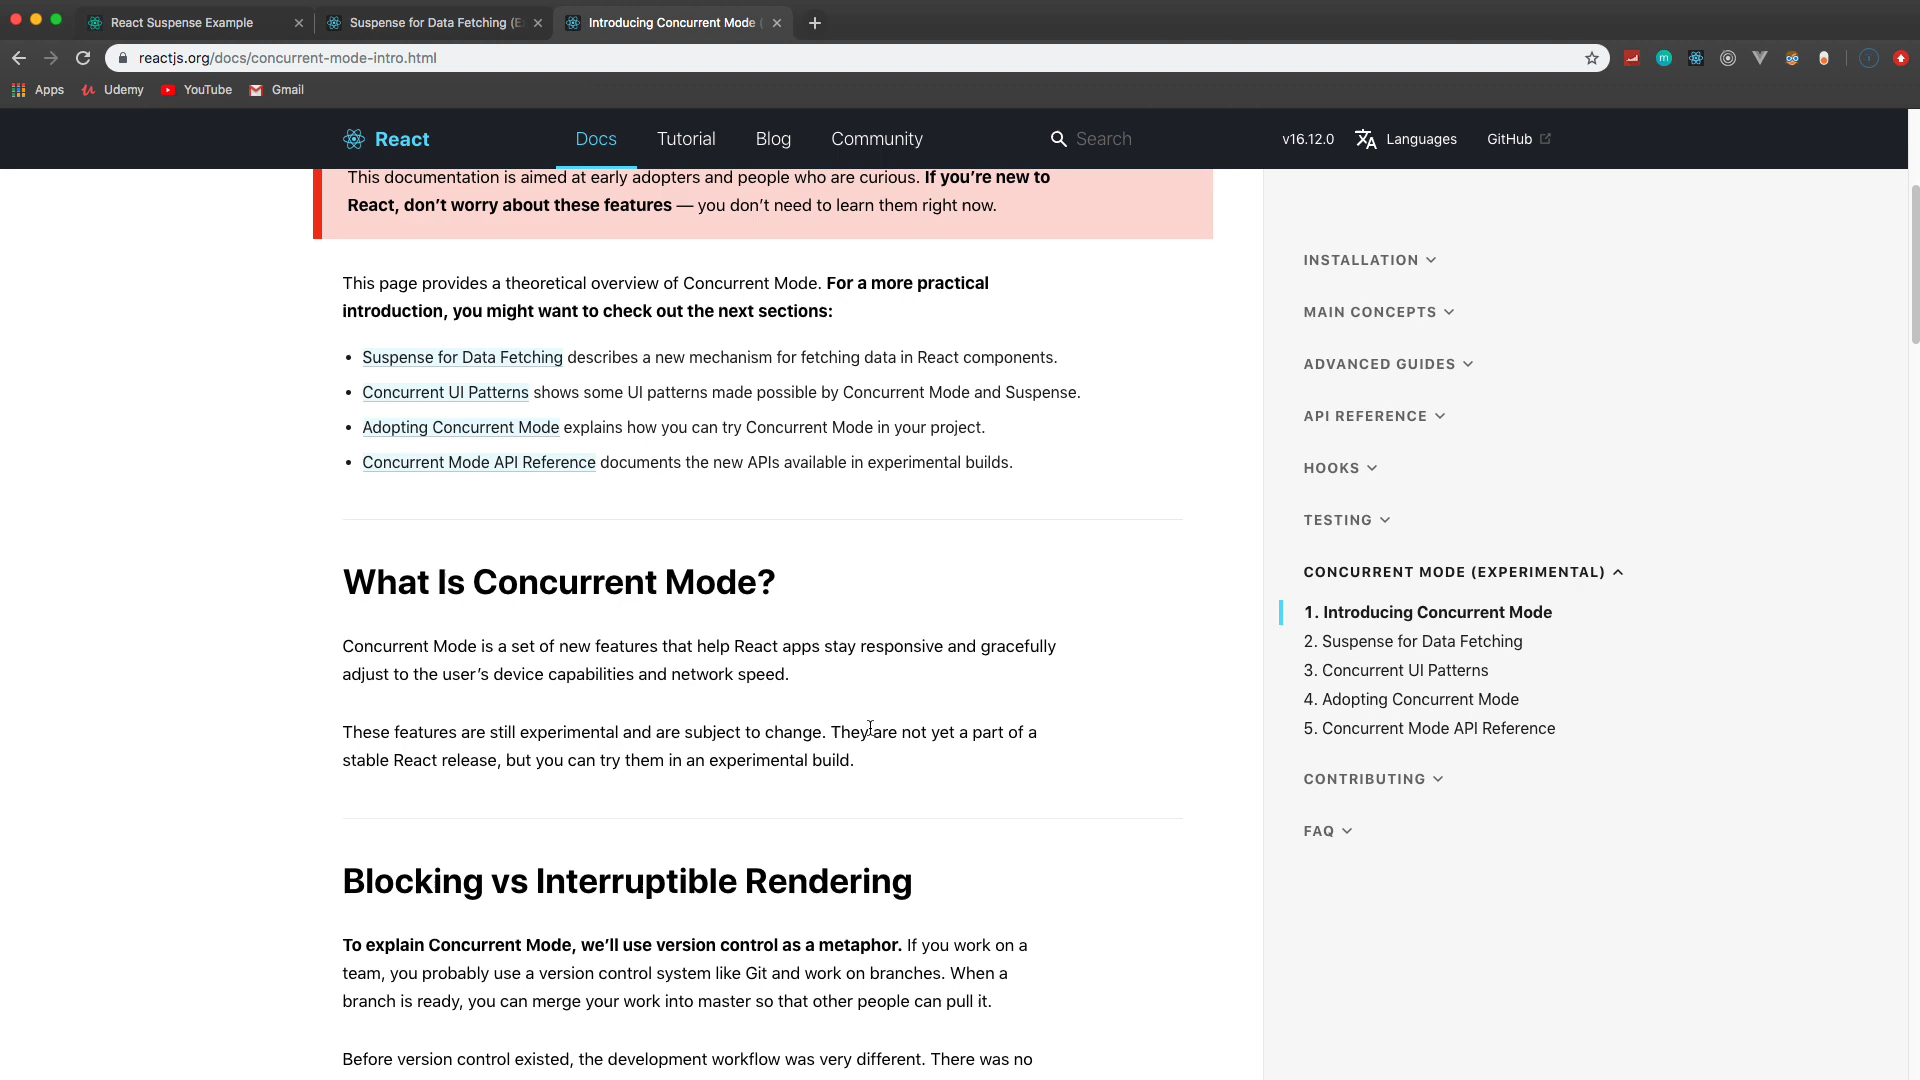 React Suspense Example
Suspense for Data Fetching (E
Introducing Concurrent Mode (
reactjs.org/docs/concurrent-mode-intro.html
Apps
Udemy
YouTube
Gmail
React
Docs
Tutorial
Blog
Community
Search
v16.12.0
Languages
GitHub
This documentation is aimed at early adopters and people who are curious. If you’re new to
React, don’t worry about these features — you don’t need to learn them right now.
This page provides a theoretical overview of Concurrent Mode. For a more practical
introduction, you might want to check out the next sections:
• Suspense for Data Fetching describes a new mechanism for fetching data in React components.
• Concurrent UI Patterns shows some UI patterns made possible by Concurrent Mode and Suspense.
• Adopting Concurrent Mode explains how you can try Concurrent Mode in your project.
• Concurrent Mode API Reference documents the new APIs available in experimental builds.
What Is Concurrent Mode?
Concurrent Mode is a set of new features that help React apps stay responsive and gracefully
adjust to the user’s device capabilities and network speed.
These features are still experimental and are subject to change. They are not yet a part of a
stable React release, but you can try them in an experimental build.
Blocking vs Interruptible Rendering
To explain Concurrent Mode, we’ll use version control as a metaphor. If you work on a
team, you probably use a version control system like Git and work on branches. When a
branch is ready, you can merge your work into master so that other people can pull it.
Before version control existed, the development workflow was very different. There was no
INSTALLATION
MAIN CONCEPTS
ADVANCED GUIDES
API REFERENCE
HOOKS
TESTING
CONCURRENT MODE (EXPERIMENTAL)
1. Introducing Concurrent Mode
2. Suspense for Data Fetching
3. Concurrent UI Patterns
4. Adopting Concurrent Mode
5. Concurrent Mode API Reference
CONTRIBUTING
FAQ